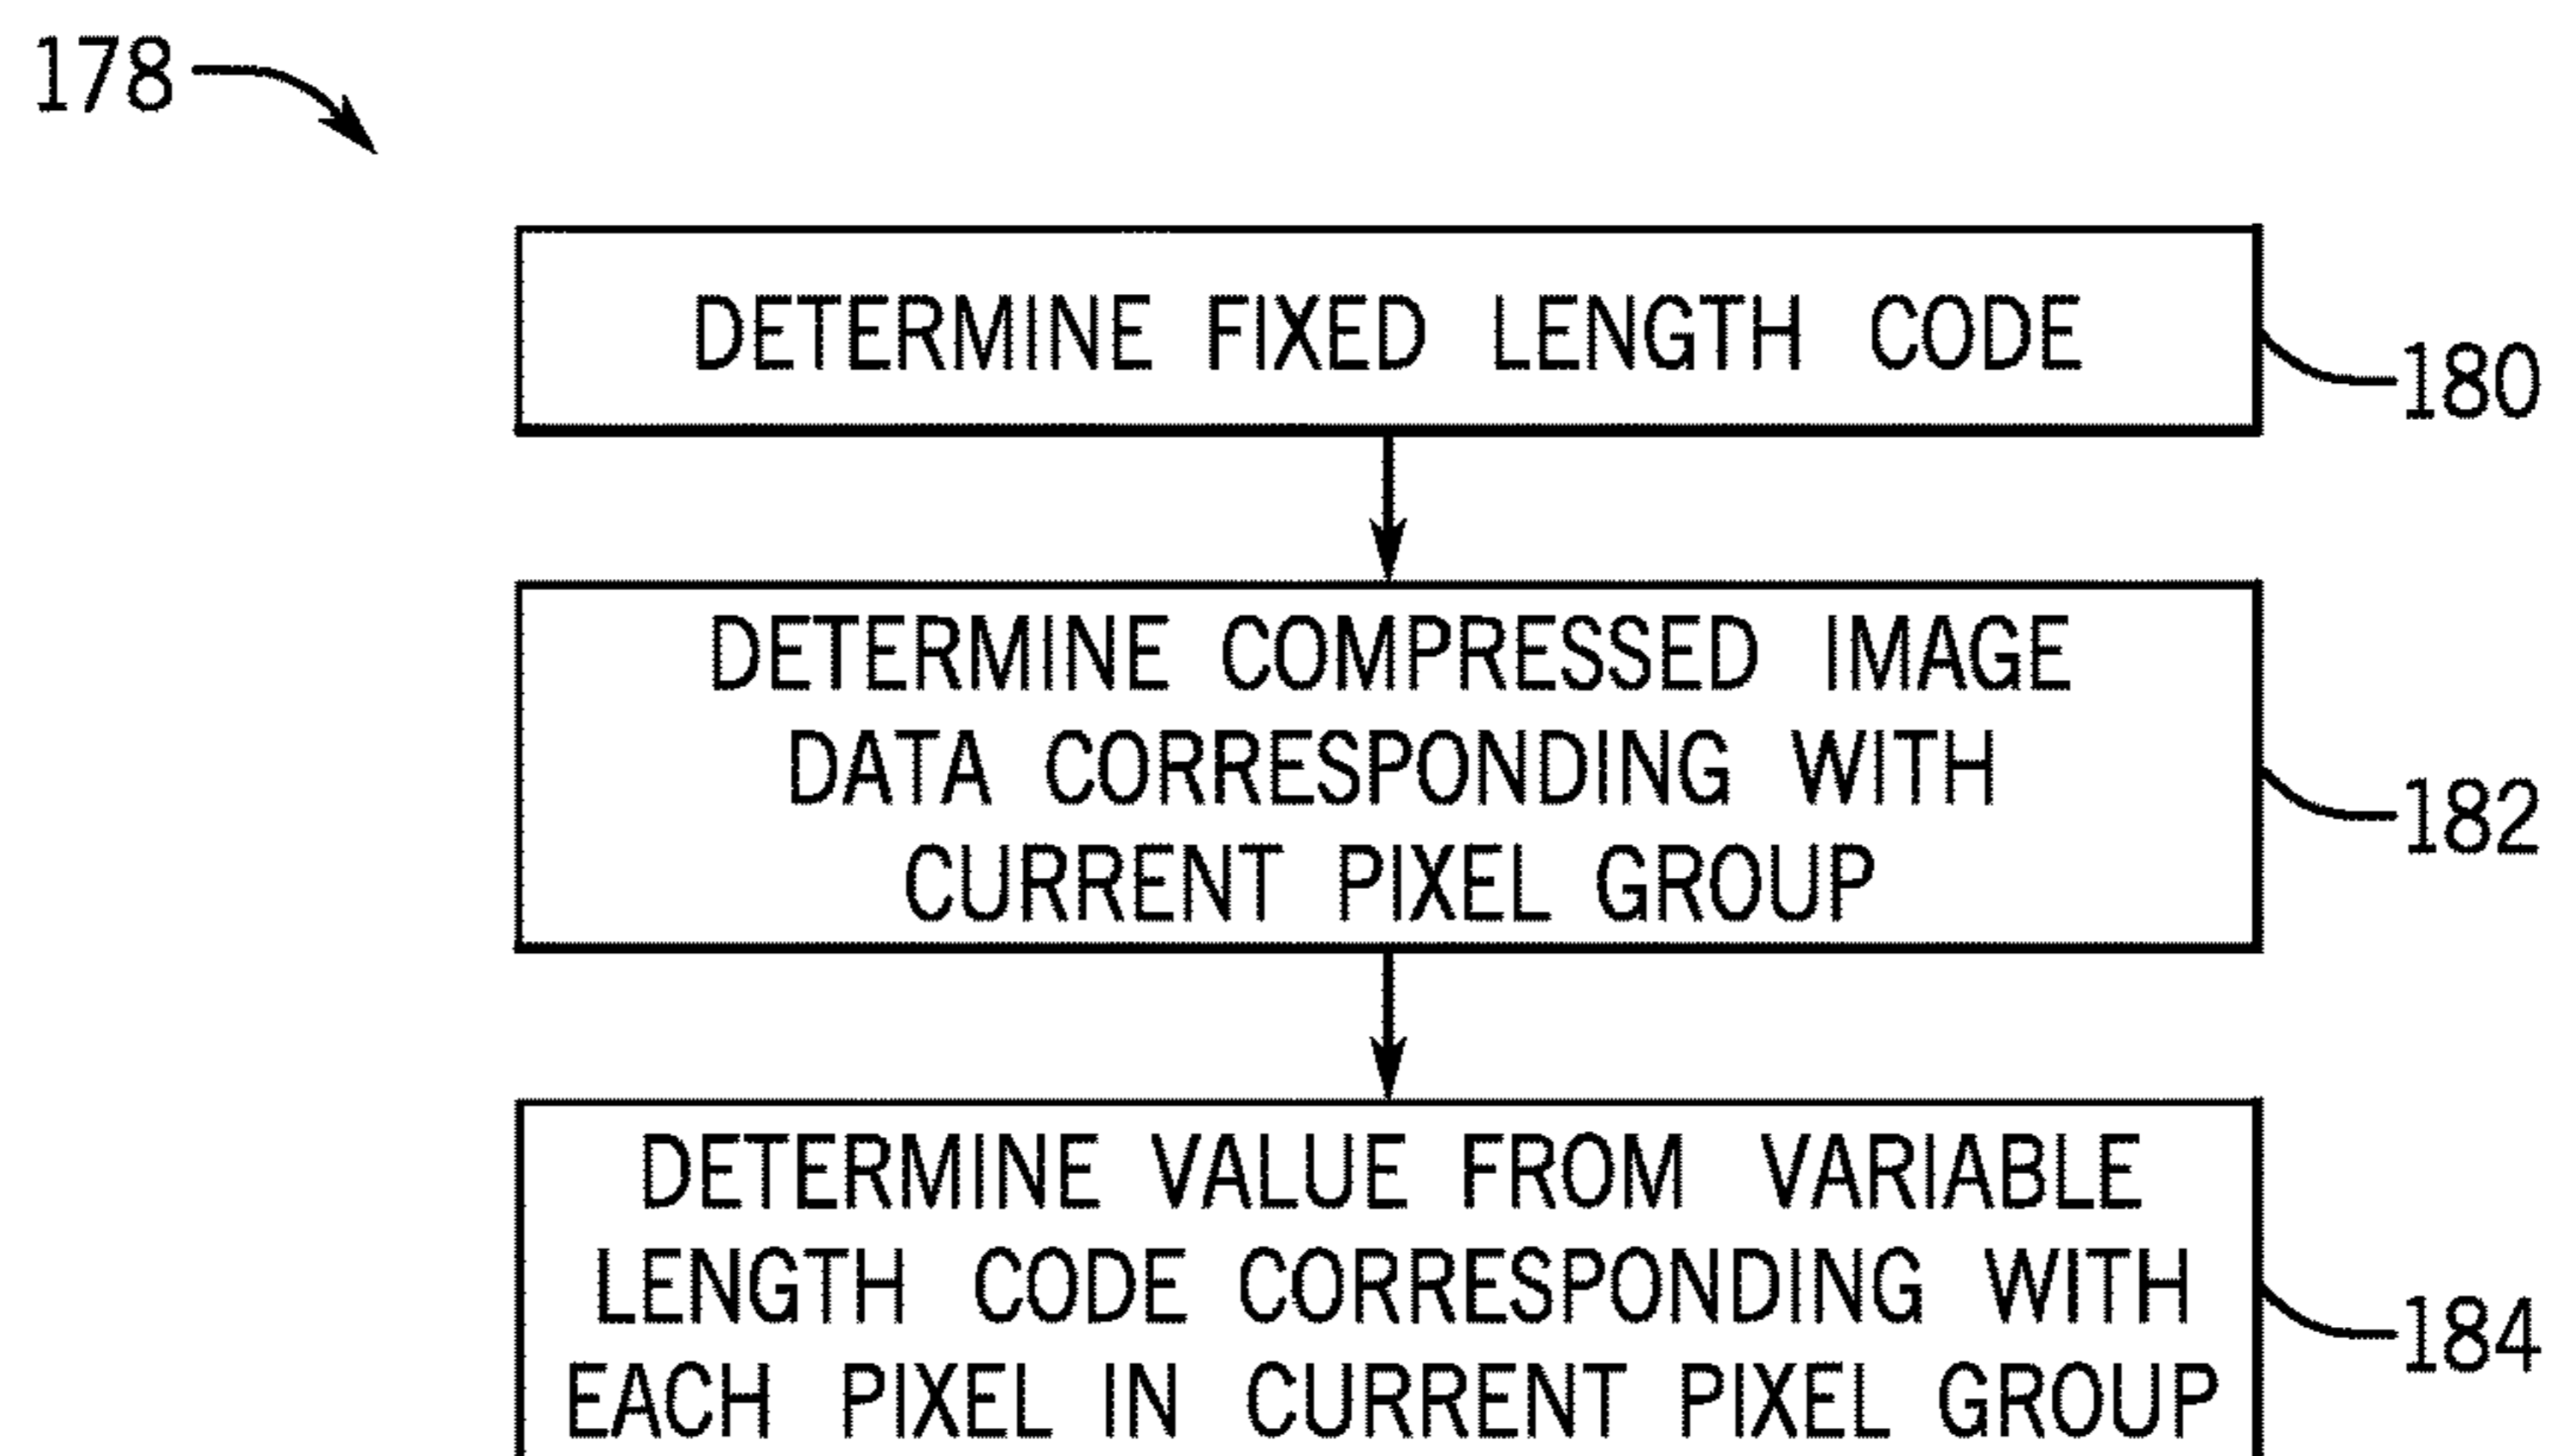 178
DETERMINE FIXED LENGTH CODE
180
DETERMINE COMPRESSED IMAGE
DATA CORRESPONDING WITH
CURRENT PIXEL GROUP
182
DETERMINE VALUE FROM VARIABLE
LENGTH CODE CORRESPONDING WITH
EACH PIXEL IN CURRENT PIXEL GROUP
184